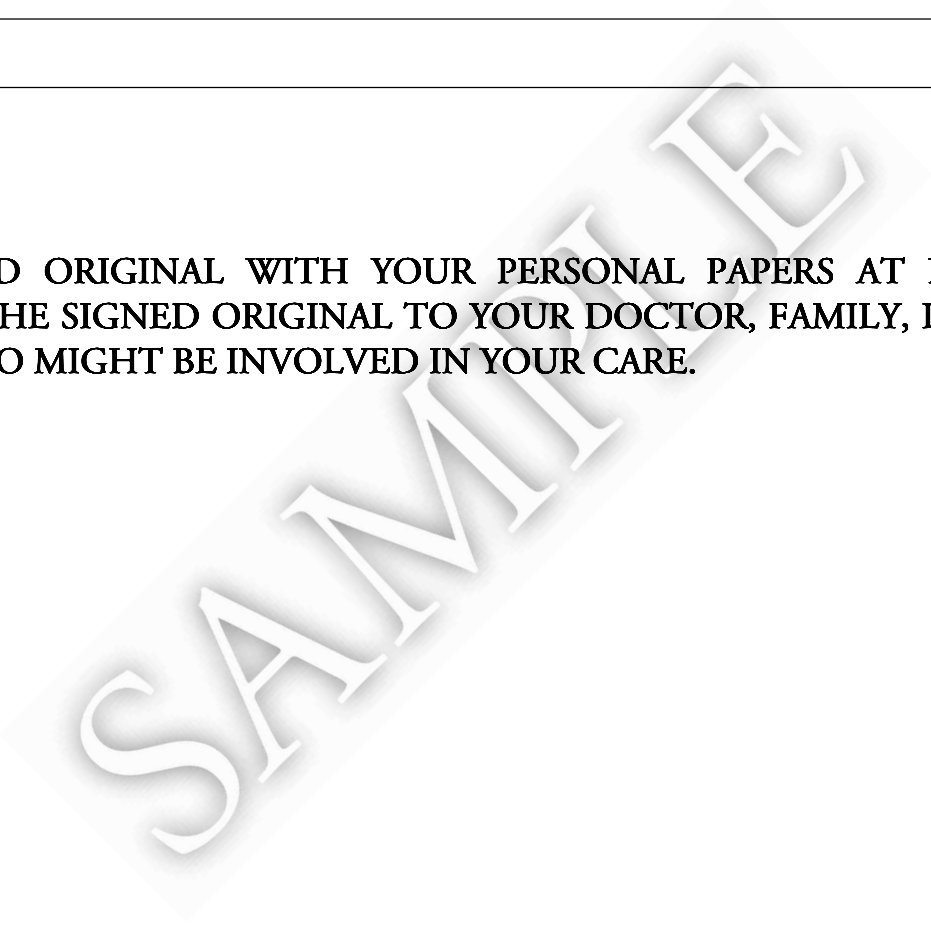 ORIGINAL WITH YOUR PERSONAL PAPERS AT
SIGNED ORIGINAL TO YOUR DOCTOR, FAMILY,
MIGHT BE INVOLVED IN YOUR CARE.
SAMPLE